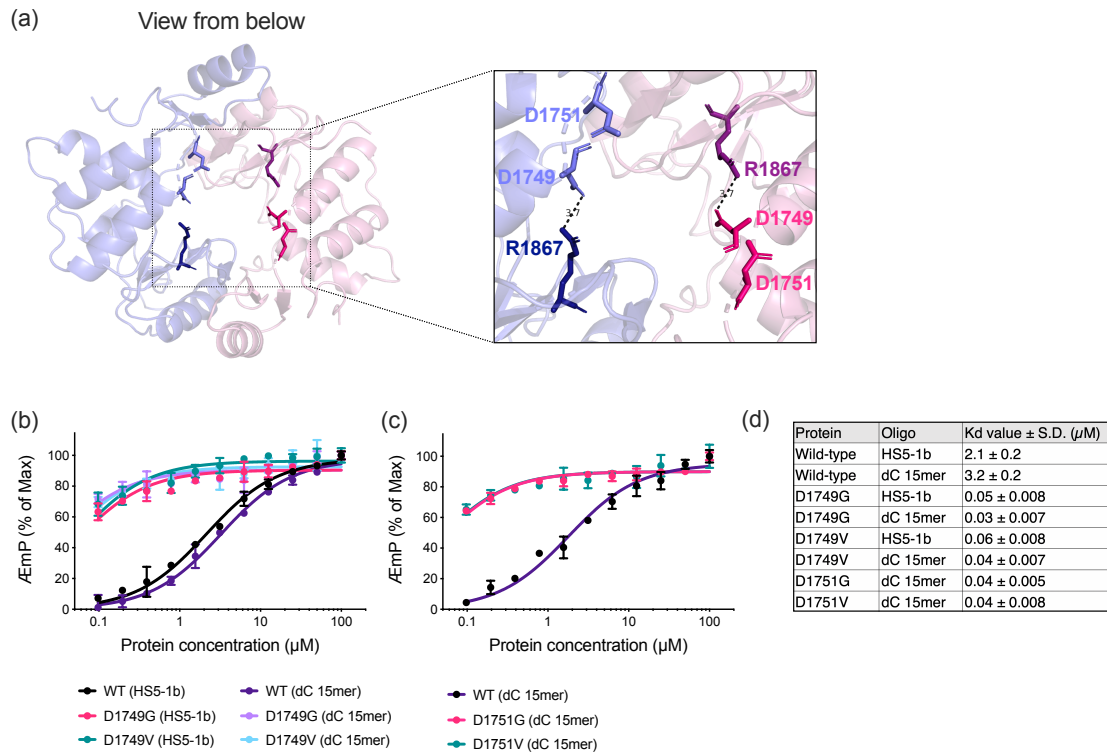 (a)
View from below
D1751
D1749
R1867
R1867
D1749
D1751
3.7
(b)
(c)
(d)
ÆmP (% of Max)
100
80
60
40
20
0
0.1
1
10
100
Protein concentration (µM)
WT (HS5-1b)
WT (dC 15mer)
D1749G (HS5-1b)
D1749G (dC 15mer)
D1749V (HS5-1b)
D1749V (dC 15mer)
ÆmP (% of Max)
100
80
60
40
20
0
0.1
1
10
100
Protein concentration (µM)
WT (dC 15mer)
D1751G (dC 15mer)
D1751V (dC 15mer)
Protein Oligo Kd value ± S.D. (µM)
Wild-type HS5-1b 2.1 ± 0.2
Wild-type dC 15mer 3.2 ± 0.2
D1749G HS5-1b 0.05 ± 0.008
D1749G dC 15mer 0.03 ± 0.007
D1749V HS5-1b 0.06 ± 0.008
D1749V dC 15mer 0.04 ± 0.007
D1751G dC 15mer 0.04 ± 0.005
D1751V dC 15mer 0.04 ± 0.008